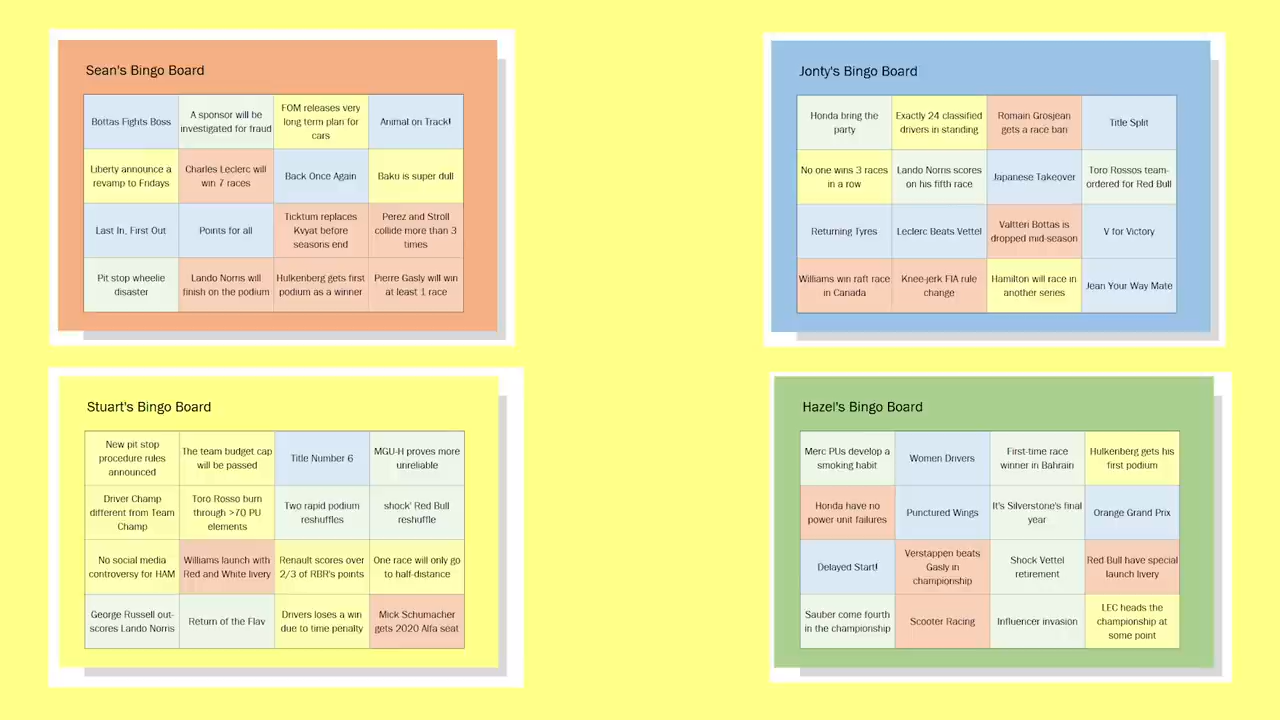 Sean's Bingo Board
Bottas Fights Boss
A sponsor will be
investigated for fraud
FOM releases very
long term plan for
cars
Animal on Track!
Liberty announce a
revamp to Fridays
Charles Leclerc will
win 7 races
Back Once Again
Baku is super dull
Last In, First Out
Points for all
Ticktum replaces
Kvyat before
seasons end
Perez and Stroll
collide more than 3
times
Pit stop wheelie
disaster
Lando Norris will
finish on the podium
Hulkenberg gets first
podium as a winner
Pierre Gasly will win
at least 1 race
Jonty's Bingo Board
Honda bring the
party
Exactly 24 classified
drivers in standing
Romain Grosjean
gets a race ban
Title Split
No one wins 3 races
in a row
Lando Norris scores
on his fifth race
Japanese Takeover
Toro Rossos team-
ordered for Red Bull
Returning Tyres
Leclerc Beats Vettel
Valtteri Bottas is
dropped mid-season
V for Victory
Williams win raft race
in Canada
Knee-jerk FIA rule
change
Hamilton will race in
another series
Jean Your Way Mate
Stuart's Bingo Board
New pit stop
procedure rules
announced
The team budget cap
will be passed
Title Number 6
MGU-H proves more
unreliable
Driver Champ
different from Team
Champ
Toro Rosso burn
through >70 PU
elements
Two rapid podium
reshuffles
shock' Red Bull
reshuffle
No social media
controversy for HAM
Williams launch with
Red and White livery
Renault scores over
2/3 of RBR's points
One race will only go
to half-distance
George Russell out-
scores Lando Norris
Return of the Flav
Drivers loses a win
due to time penalty
Mick Schumacher
gets 2020 Alfa seat
Hazel's Bingo Board
Merc PUs develop a
smoking habit
Women Drivers
First-time race
winner in Bahrain
Hulkenberg gets his
first podium
Honda have no
power unit failures
Punctured Wings
It's Silverstone's final
year
Orange Grand Prix
Delayed Start!
Verstappen beats
Gasly in
championship
Shock Vettel
retirement
Red Bull have special
launch livery
Sauber come fourth
in the championship
Scooter Racing
Influencer invasion
LEC heads the
championship at
some point